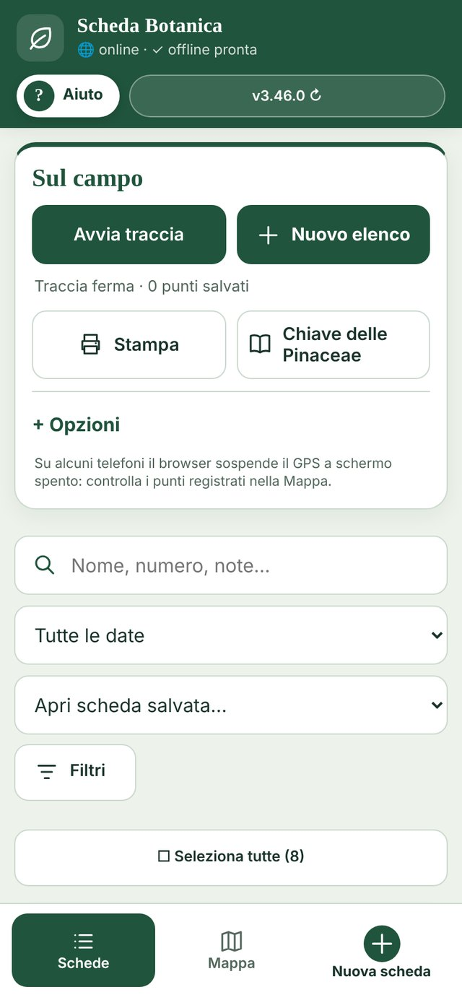 Scheda Botanica
🌐 online · ✓ offline pronta
? Aiuto
v3.46.0 ↻
Sul campo
Avvia traccia
Nuovo elenco
Traccia ferma · 0 punti salvati
Stampa
Chiave delle
Pinaceae
+ Opzioni
Su alcuni telefoni il browser sospende il GPS a schermo
spento: controlla i punti registrati nella Mappa.
Nome, numero, note...
Tutte le date
Apri scheda salvata...
Filtri
☐ Seleziona tutte (8)
Schede
Mappa
Nuova scheda